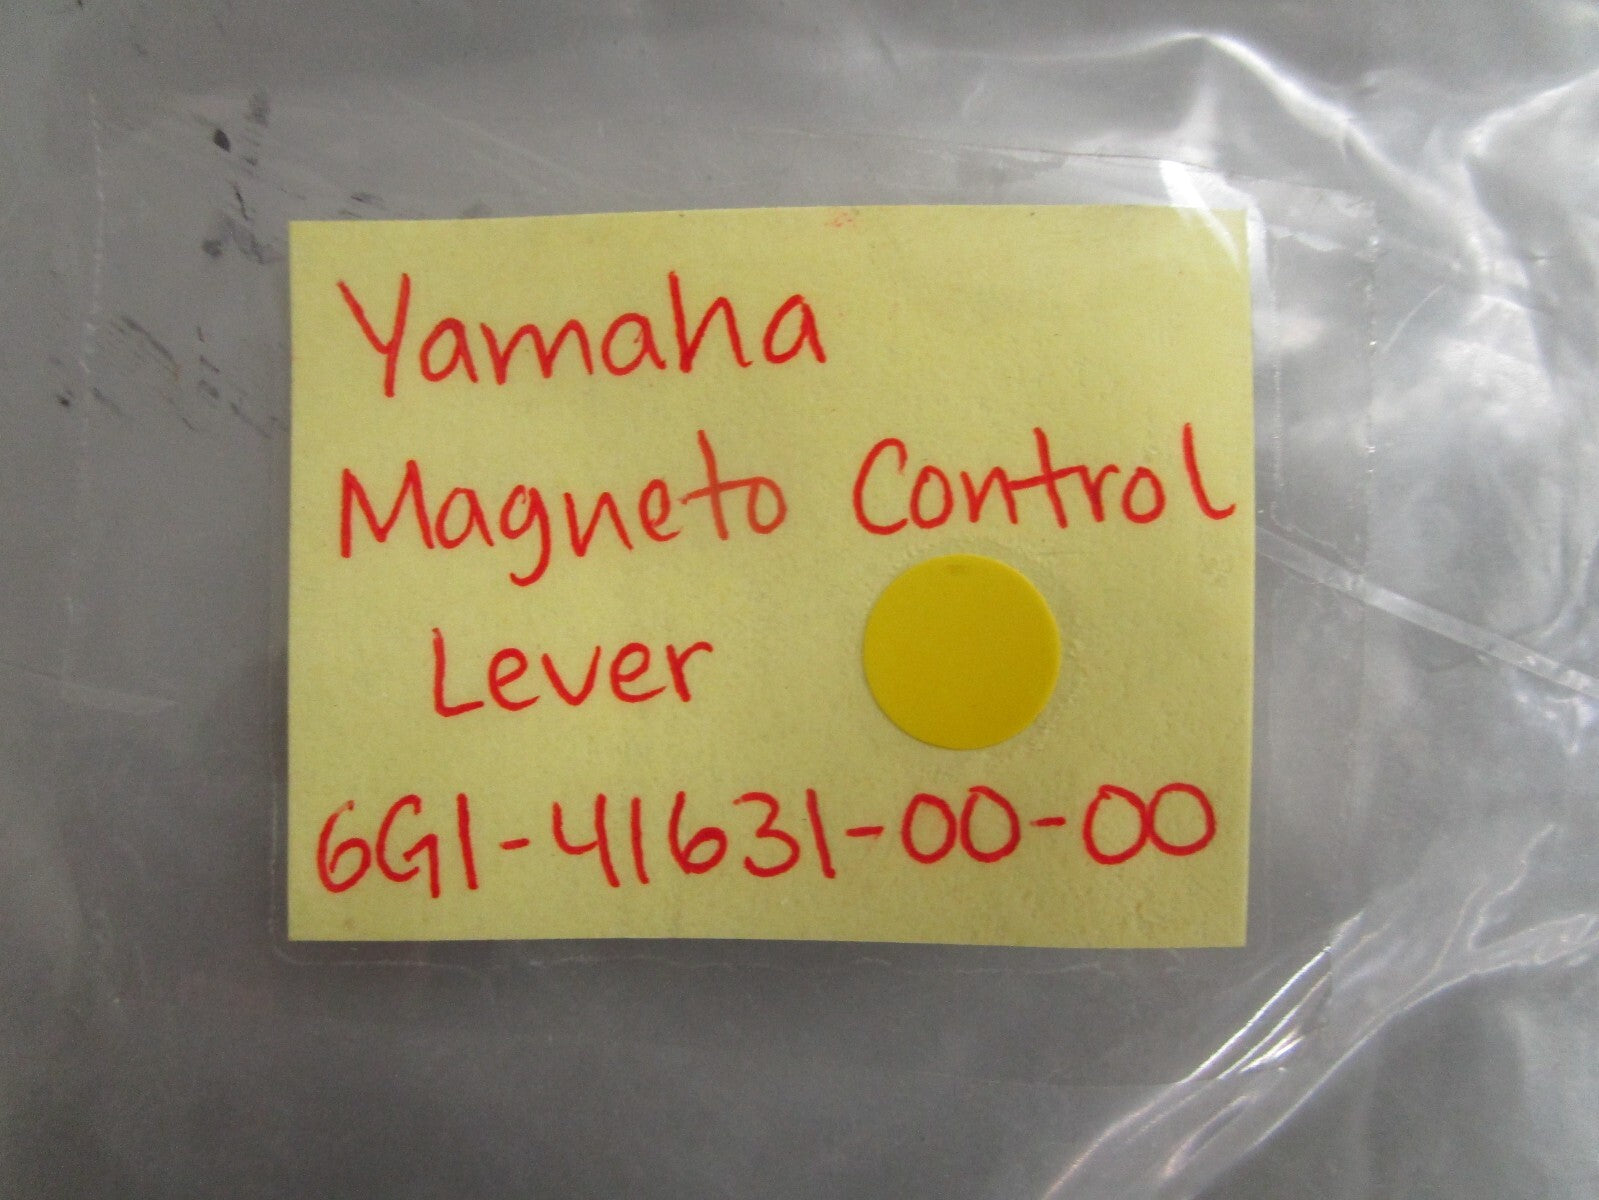 Yamaha
Magneto Control
Lever
6G1-41631-00-00